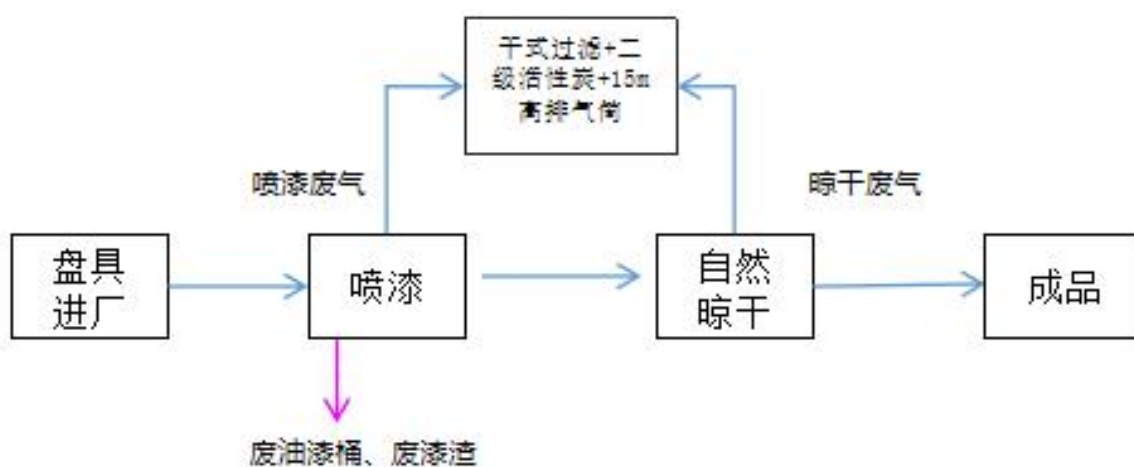 干式过滤+二
级活性炭+15m
高排气筒
喷漆废气
晾干废气
盘具
进厂
喷漆
自然
晾干
成品
废油漆桶、废漆渣